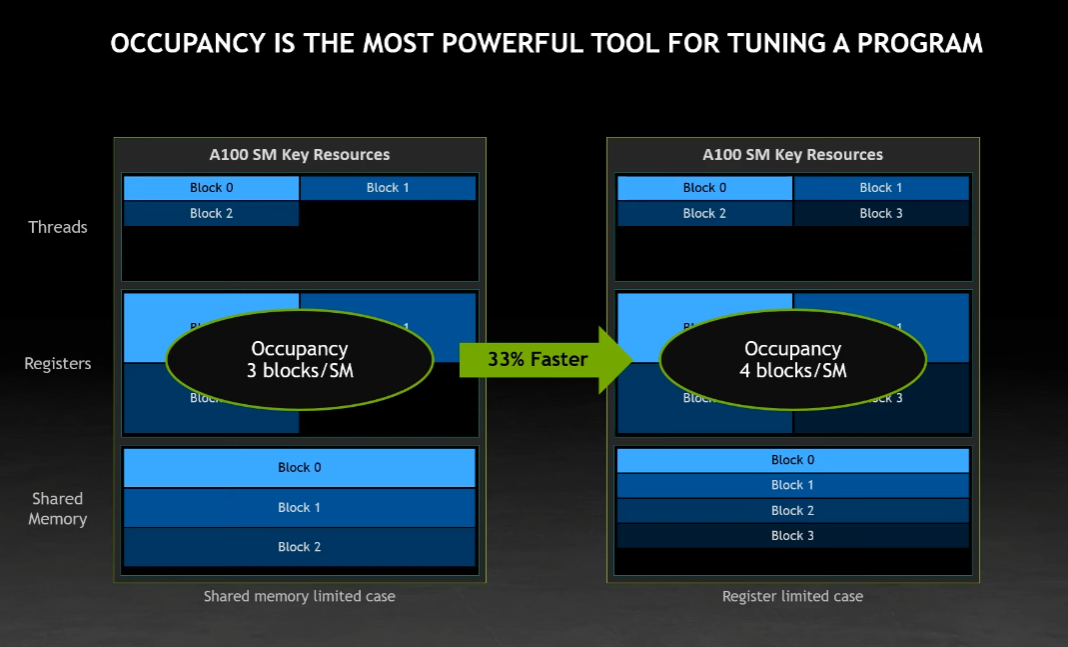 OCCUPANCY IS THE MOST POWERFUL TOOL FOR TUNING A PROGRAM
A100 SM Key Resources
Threads
Block 0
Block 1
Block 2
Registers
Occupancy
3 blocks/SM
Shared
Memory
Block 0
Block 1
Block 2
Shared memory limited case
33% Faster
A100 SM Key Resources
Block 0
Block 1
Block 2
Block 3
Occupancy
4 blocks/SM
Block 0
Block 1
Block 2
Block 3
Register limited case